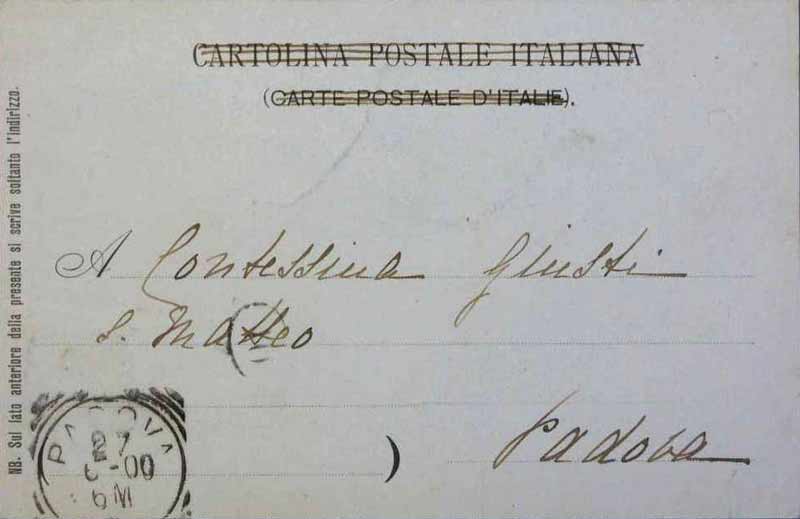 CARTOLINA POSTALE ITALIANA
(CARTE POSTALE D'ITALIE).
NB. Sul lato anteriore della presente si scrive soltanto l'indirizzo.
A Contessina Giusti
S. Matteo
Padova
PADOVA
27
6-00
6M
)